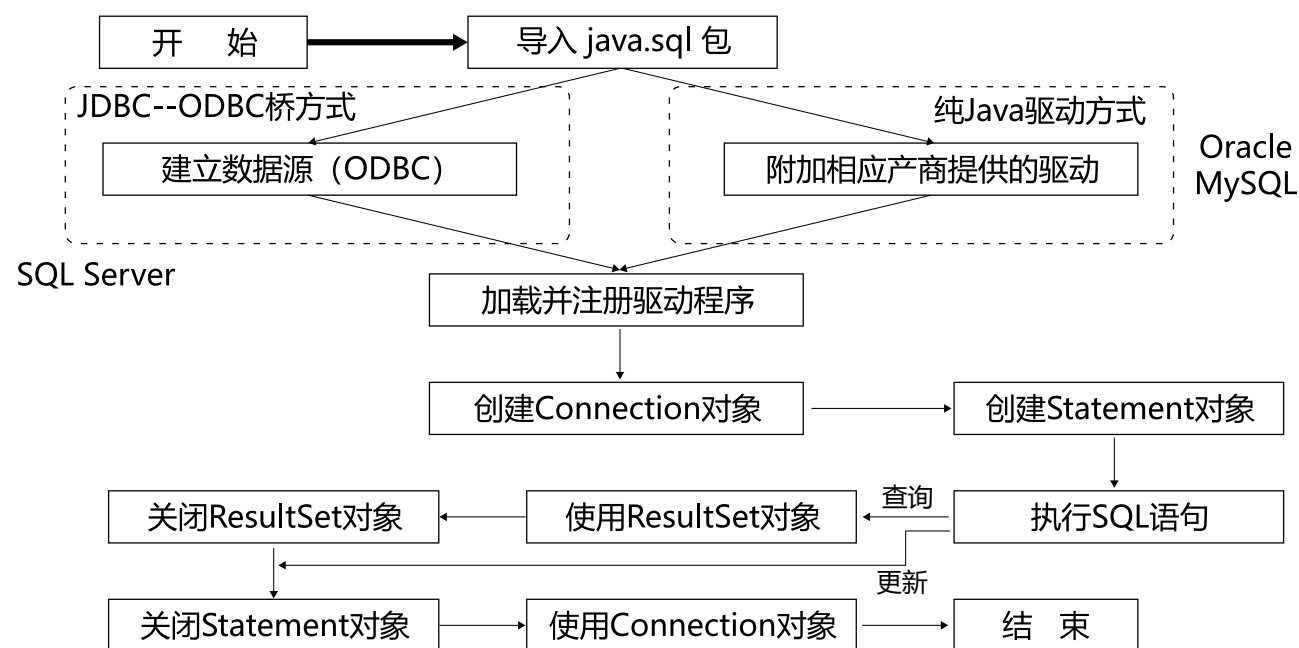 开 始
导入 java.sql 包
JDBC--ODBC桥方式
纯Java驱动方式
建立数据源（ODBC）
附加相应产商提供的驱动
Oracle
MySQL
SQL Server
加载并注册驱动程序
创建Connection对象
创建Statement对象
关闭ResultSet对象
使用ResultSet对象
查询
执行SQL语句
更新
关闭Statement对象
使用Connection对象
结 束